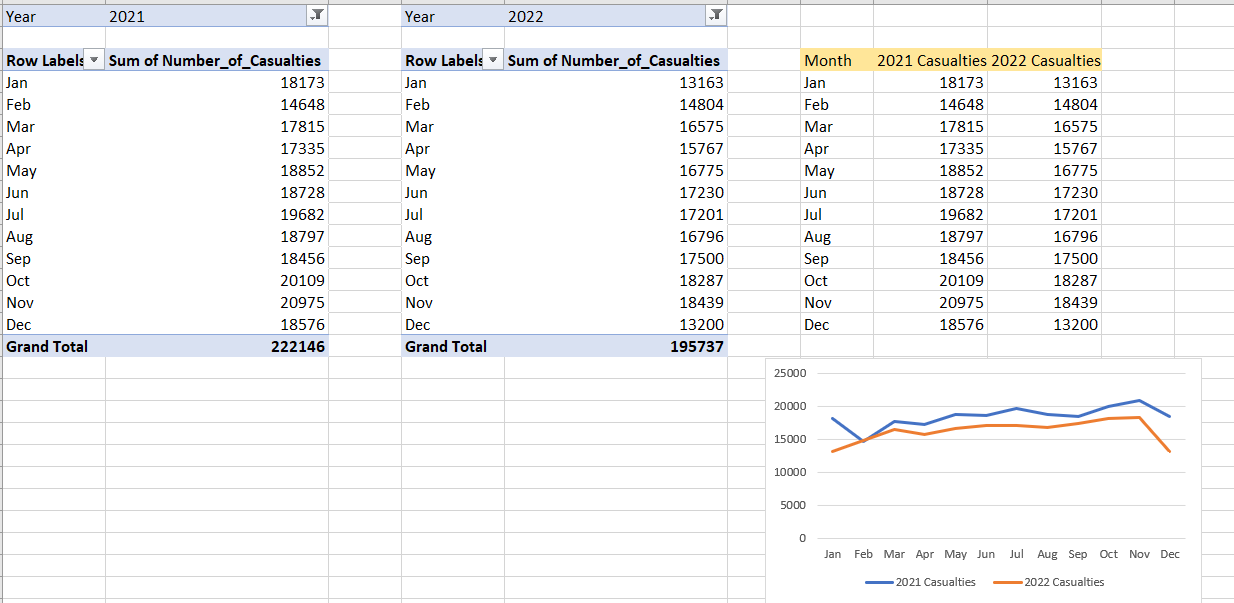 Year 2021 Year 2022
Row Labels Sum of Number_of_Casualties Row Labels Sum of Number_of_Casualties Month 2021 Casualties 2022 Casualties
Jan 18173 Jan 13163 Jan 18173 13163
Feb 14648 Feb 14804 Feb 14648 14804
Mar 17815 Mar 16575 Mar 17815 16575
Apr 17335 Apr 15767 Apr 17335 15767
May 18852 May 16775 May 18852 16775
Jun 18728 Jun 17230 Jun 18728 17230
Jul 19682 Jul 17201 Jul 19682 17201
Aug 18797 Aug 16796 Aug 18797 16796
Sep 18456 Sep 17500 Sep 18456 17500
Oct 20109 Oct 18287 Oct 20109 18287
Nov 20975 Nov 18439 Nov 20975 18439
Dec 18576 Dec 13200 Dec 18576 13200
Grand Total 222146 Grand Total 195737
25000
20000
15000
10000
5000
0
Jan Feb Mar Apr May Jun Jul Aug Sep Oct Nov Dec
2021 Casualties 2022 Casualties